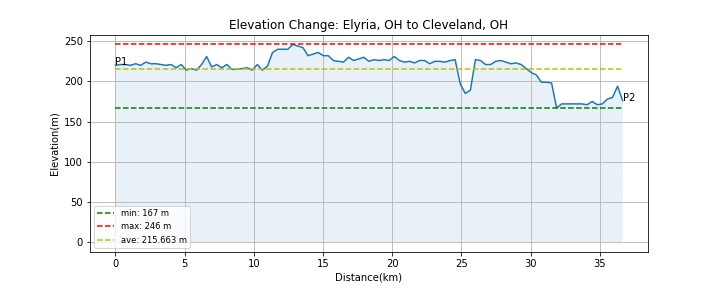 Elevation Change: Elyria, OH to Cleveland, OH
250
200
150
100
50
0
Elevation(m)
P1
P2
min: 167 m
max: 246 m
ave: 215.663 m
0 5 10 15 20 25 30 35
Distance(km)